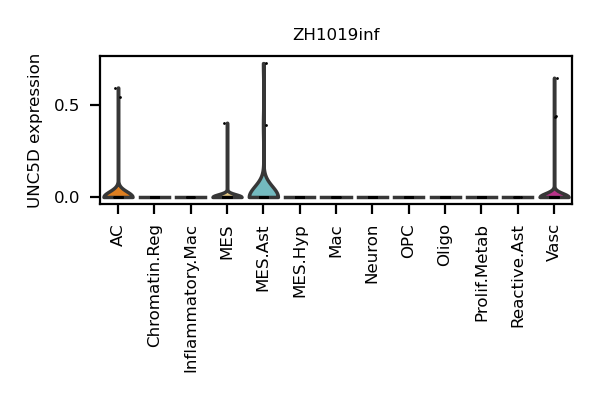 ZH1019inf
UNC5D expression
0.5
0.0
AC
Chromatin.Reg
Inflammatory.Mac
MES
MES.Ast
MES.Hyp
Mac
Neuron
OPC
Oligo
Prolif.Metab
Reactive.Ast
Vasc